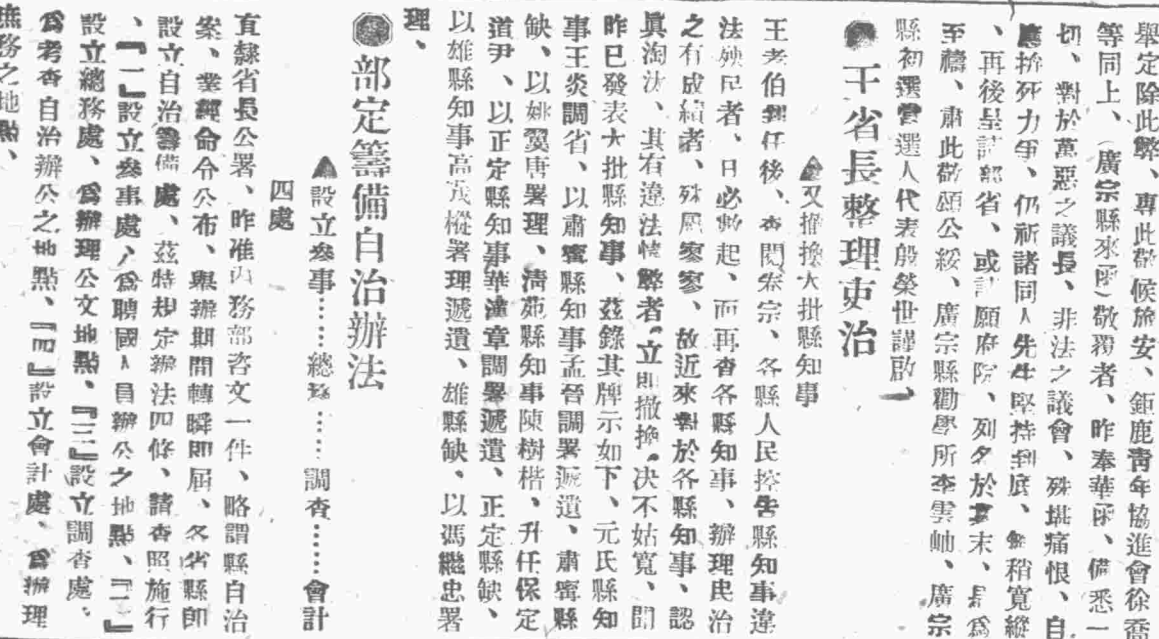 舉定除此弊、專此敬候旅安、鉅鹿靑年協進會徐喬
等同上、（廣宗縣來函）敬覆者、昨奉華函、備悉一
切、對於萬惡之議長、非法之議會、殊堪痛恨、自
應拚死力爭、仍祈諸同人先生堅持到底、無稍寬縱
、再後呈請部省、或請願府院、列名於末、是爲
至禱、肅此敬頌公綏、廣宗縣勸學所李雲岫、廣宗
縣初選當選人代表殷榮世謹啟、
王省長整理吏治
▲又撤換大批縣知事
王孝伯到任後、查閱案宗、各縣人民控告縣知事違
法殃民者、日必數起、而再查各縣知事、辦理民治
之有成績者、殊屬寥寥、故近來對於各縣知事、認
眞淘汰、其有違法情弊者、立即撤換、决不姑寬、聞
昨已發表大批縣知事、茲錄其牌示如下、元氏縣知
事王炎調省、以肅寗縣知事孟晉調署遞遺、肅寗縣
缺、以姚翼唐署理、淸苑縣知事陳樹楷、升任保定
道尹、以正定縣知事華潼章調署遞遺、正定縣缺、
以雄縣知事高茂樅署理遞遺、雄縣缺、以馮繼忠署
理、
部定籌備自治辦法
▲設立參事……總務……調查……會計
四處
直隸省長公署、昨准內務部咨文一件、略謂縣自治
案、業經命令公布、舉辦期間轉瞬即屆、各省縣即
設立自治籌備處、茲特規定辦法四條、請查照施行
、『一』設立參事處、爲聘國人員辦公之地點、『二』
設立總務處、爲辦理公文地點、『三』設立調查處、
爲考查自治辦公之地點、『四』設立會計處、爲辦理
庶務之地點、